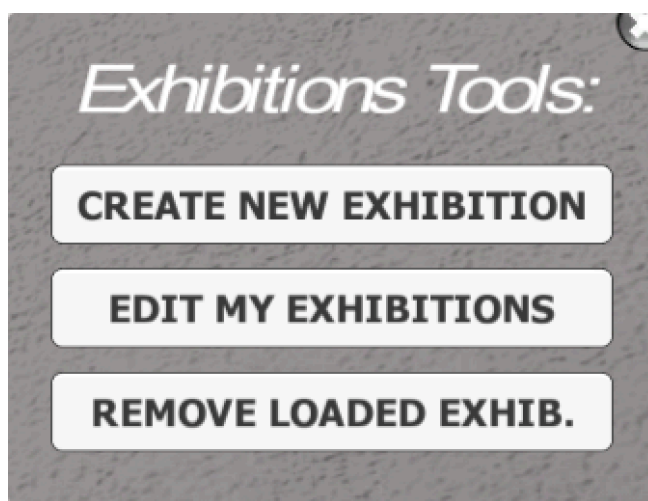 Exhibitions Tools:
CREATE NEW EXHIBITION
EDIT MY EXHIBITIONS
REMOVE LOADED EXHIB.